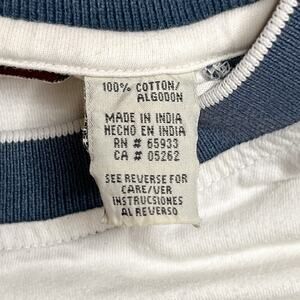 100% COTTON/
ALGODON
MADE IN INDIA
HECHO EN INDIA
RN # 65933
CA # 05262
SEE REVERSE FOR
CARE/VER
INSTRUCSIONES
AL REVERSO